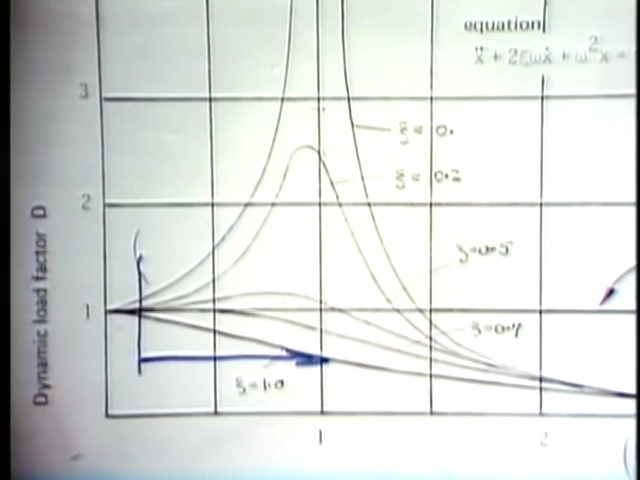 equation
ẍ + 2ξωẋ + ω²x =
3
ξ = 0.
ξ = 0.2
2
ξ=0.5
1
ξ=0.7
ξ=1.0
Dynamic load factor D
1
2